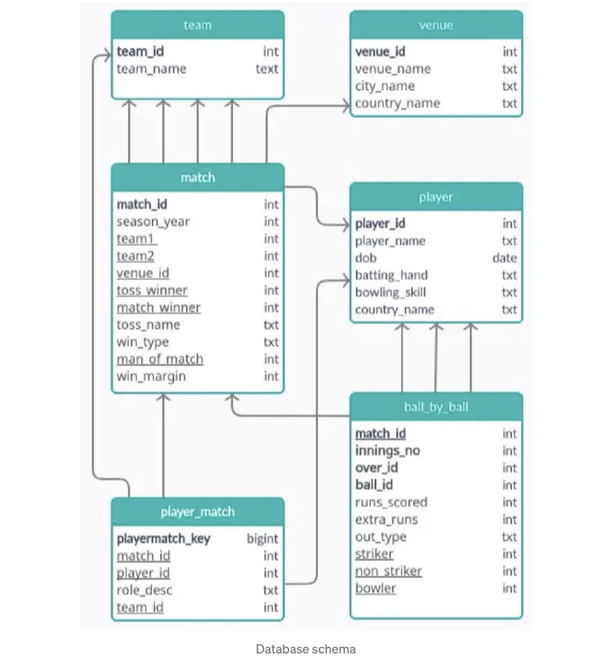 team
team_id int
team_name text
venue
venue_id int
venue_name txt
city_name txt
country_name txt
match
match_id int
season_year int
team1 int
team2 int
venue_id int
toss_winner int
match_winner int
toss_name txt
win_type txt
man_of_match int
win_margin int
player
player_id int
player_name txt
dob date
batting_hand txt
bowling_skill txt
country_name txt
ball_by_ball
match_id int
innings_no int
over_id int
ball_id int
runs_scored int
extra_runs int
out_type txt
striker int
non_striker int
bowler int
player_match
playermatch_key bigint
match_id int
player_id int
role_desc txt
team_id int
Database schema